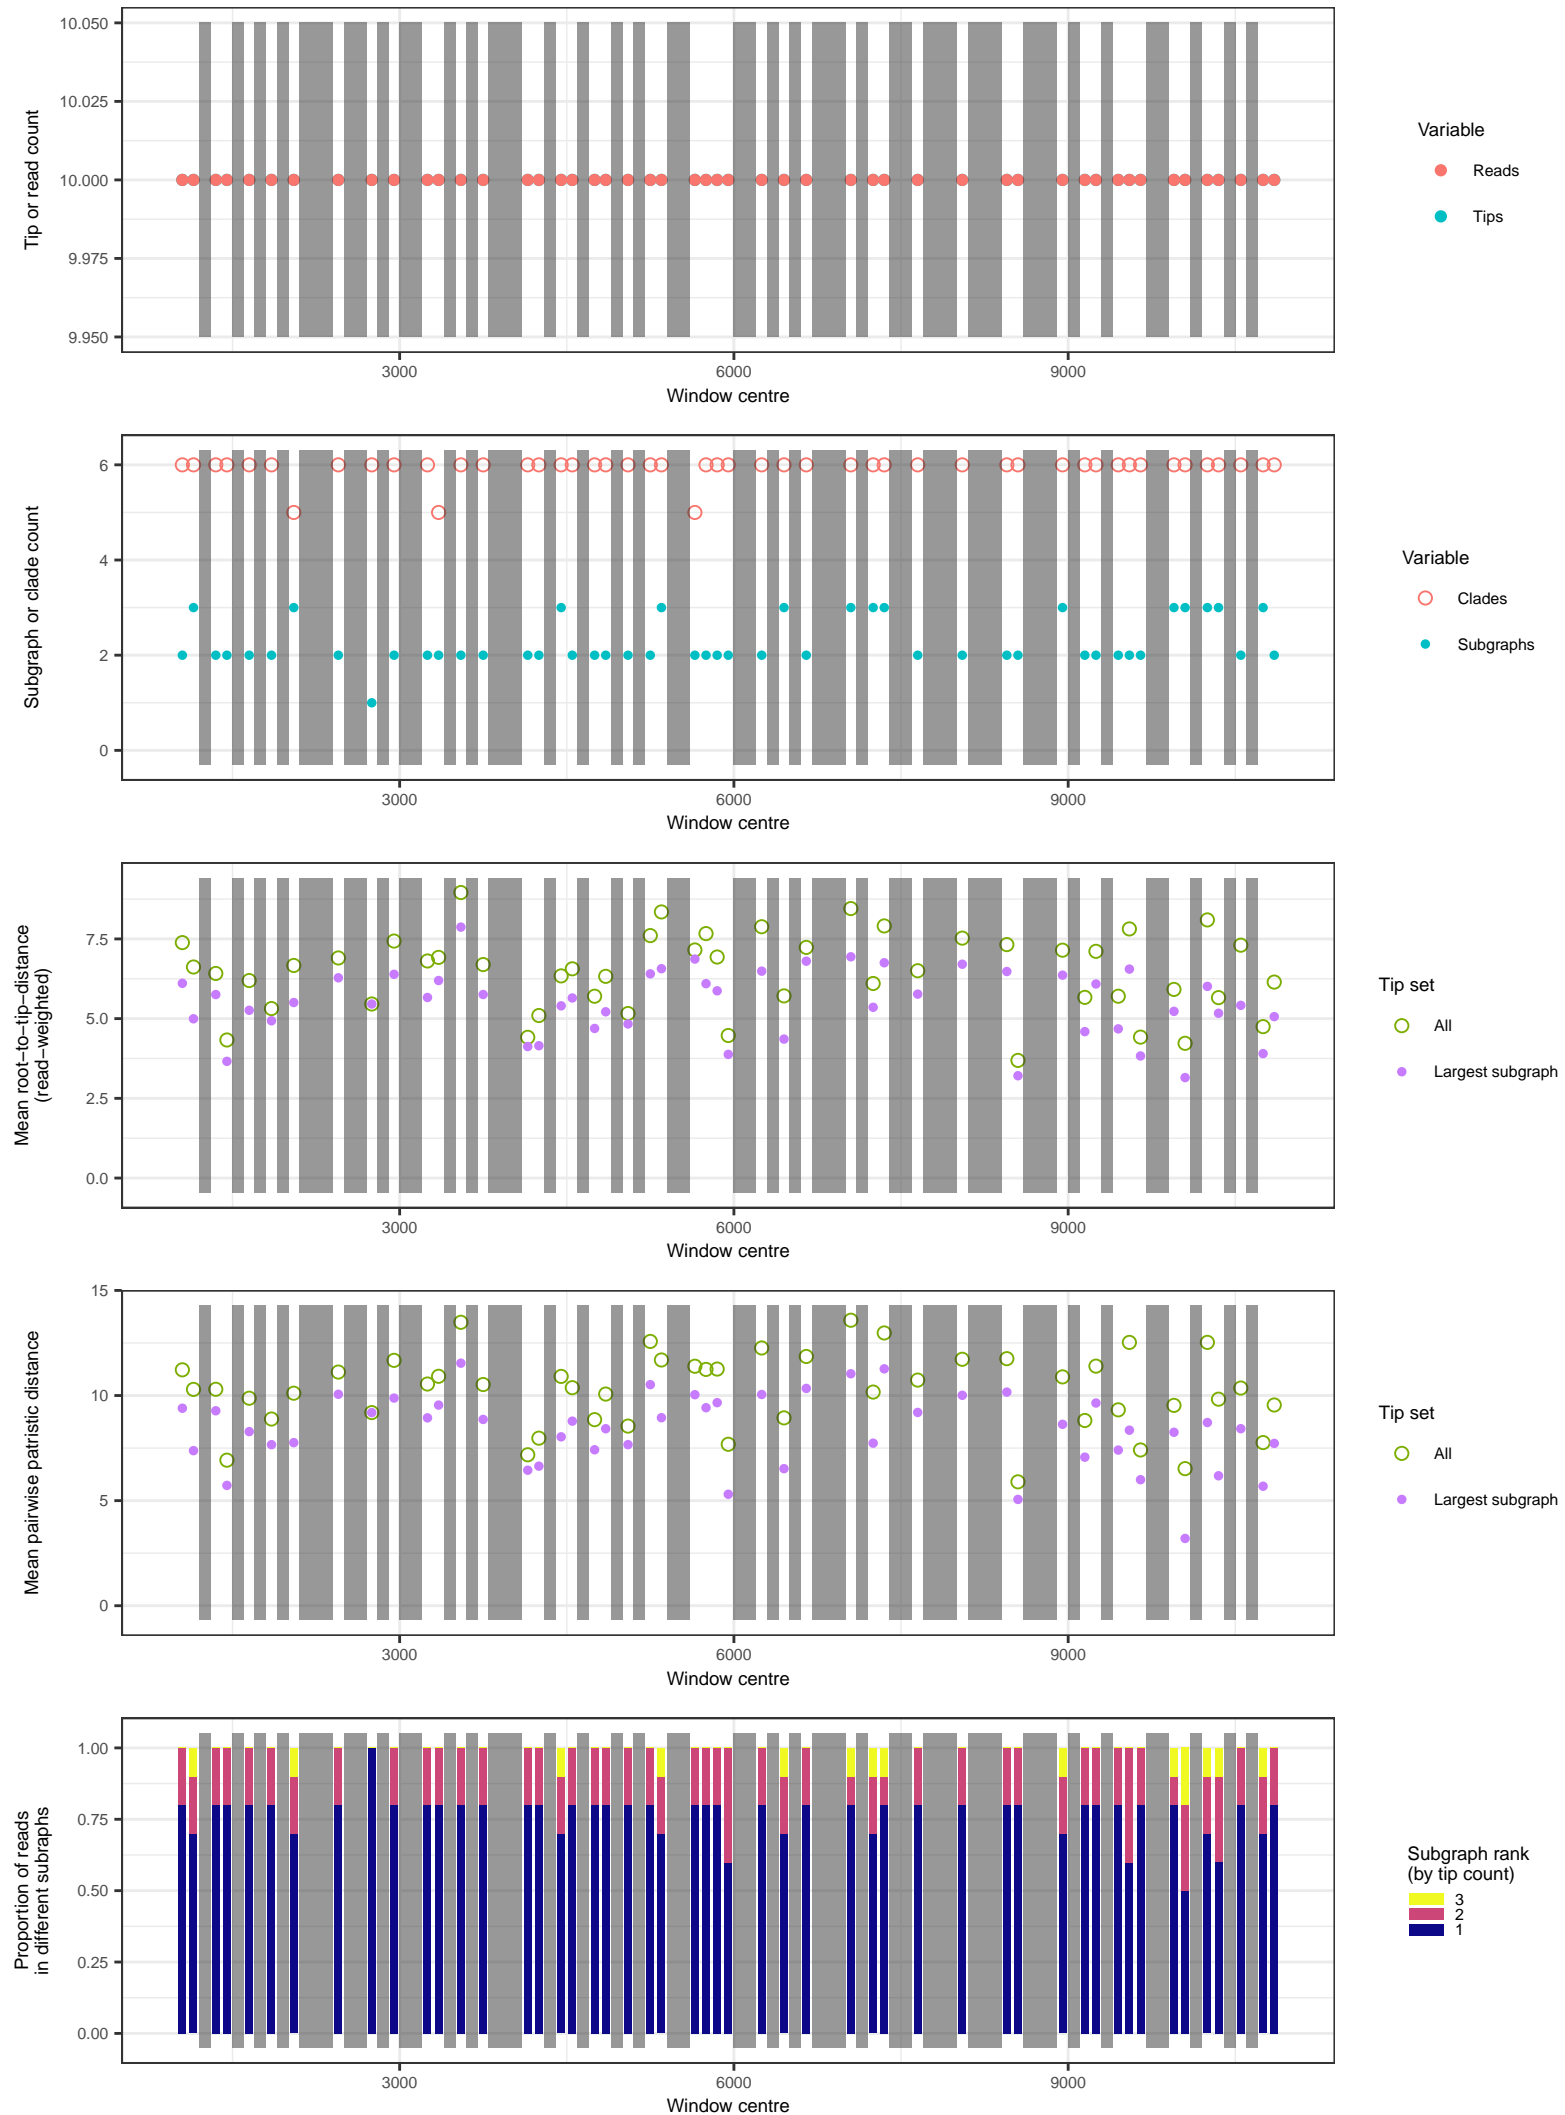 10.050
10.025
10.000
9.975
9.950
Tip or read count
3000
6000
9000
Window centre
Variable
Reads
Tips
6
4
2
0
Subgraph or clade count
3000
6000
9000
Window centre
Variable
Clades
Subgraphs
7.5
5.0
2.5
0.0
Mean root−to−tip−distance
(read−weighted)
3000
6000
9000
Window centre
Tip set
All
Largest subgraph
15
10
5
0
Mean pairwise patristic distance
3000
6000
9000
Window centre
Tip set
All
Largest subgraph
1.00
0.75
0.50
0.25
0.00
Proportion of reads
in different subraphs
3000
6000
9000
Window centre
Subgraph rank
(by tip count)
3
2
1